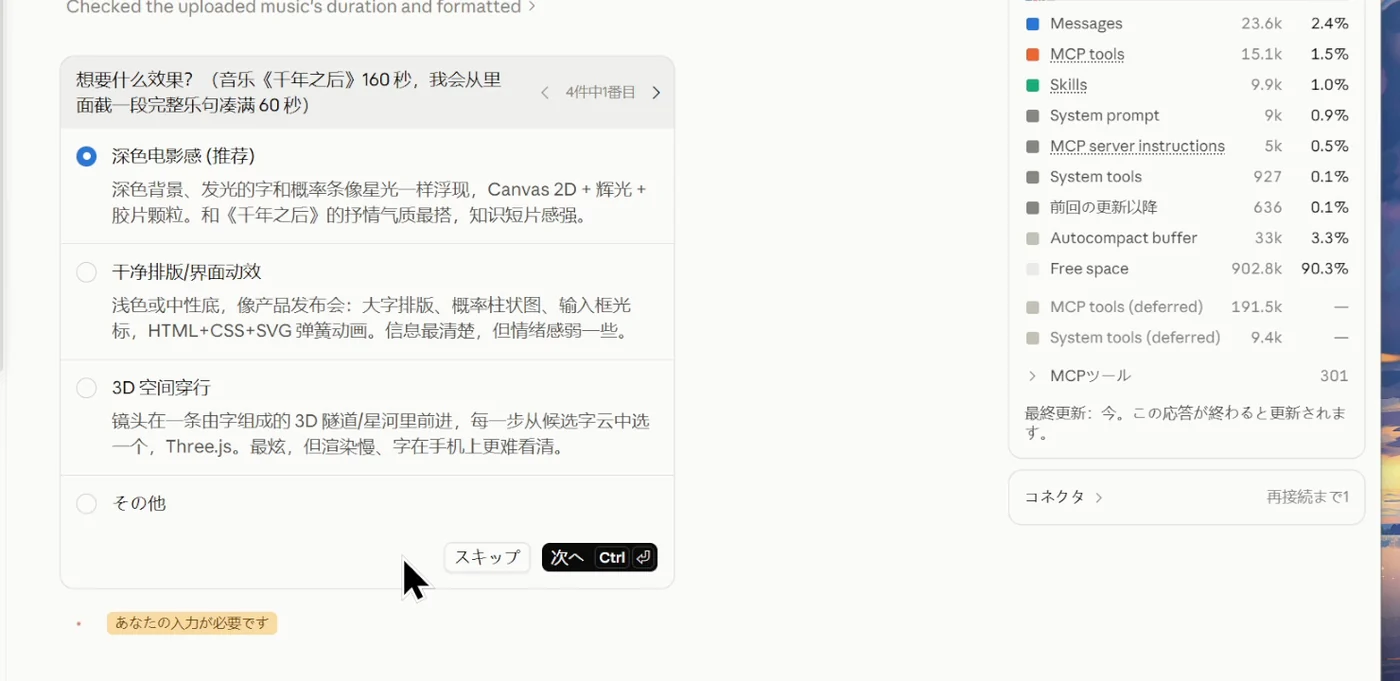 Checked the uploaded music's duration and formatted
想要什么效果？（音乐《千年之后》160 秒，我会从里
面截一段完整乐句凑满 60 秒）
4件中1番目
深色电影感 (推荐)
深色背景、发光的字和概率条像星光一样浮现，Canvas 2D + 辉光 +
胶片颗粒。和《千年之后》的抒情气质最搭，知识短片感强。
干净排版/界面动效
浅色或中性底，像产品发布会：大字排版、概率柱状图、输入框光
标，HTML+CSS+SVG 弹簧动画。信息最清楚，但情绪感弱一些。
3D 空间穿行
镜头在一条由字组成的 3D 隧道/星河里前进，每一步从候选字云中选
一个，Three.js。最炫，但渲染慢、字在手机上更难看清。
その他
スキップ
次へ Ctrl
あなたの入力が必要です
Messages 23.6k 2.4%
MCP tools 15.1k 1.5%
Skills 9.9k 1.0%
System prompt 9k 0.9%
MCP server instructions 5k 0.5%
System tools 927 0.1%
前回の更新以降 636 0.1%
Autocompact buffer 33k 3.3%
Free space 902.8k 90.3%
MCP tools (deferred) 191.5k —
System tools (deferred) 9.4k —
MCPツール 301
最終更新：今。この応答が終わると更新されま
す。
コネクタ 再接続まで1